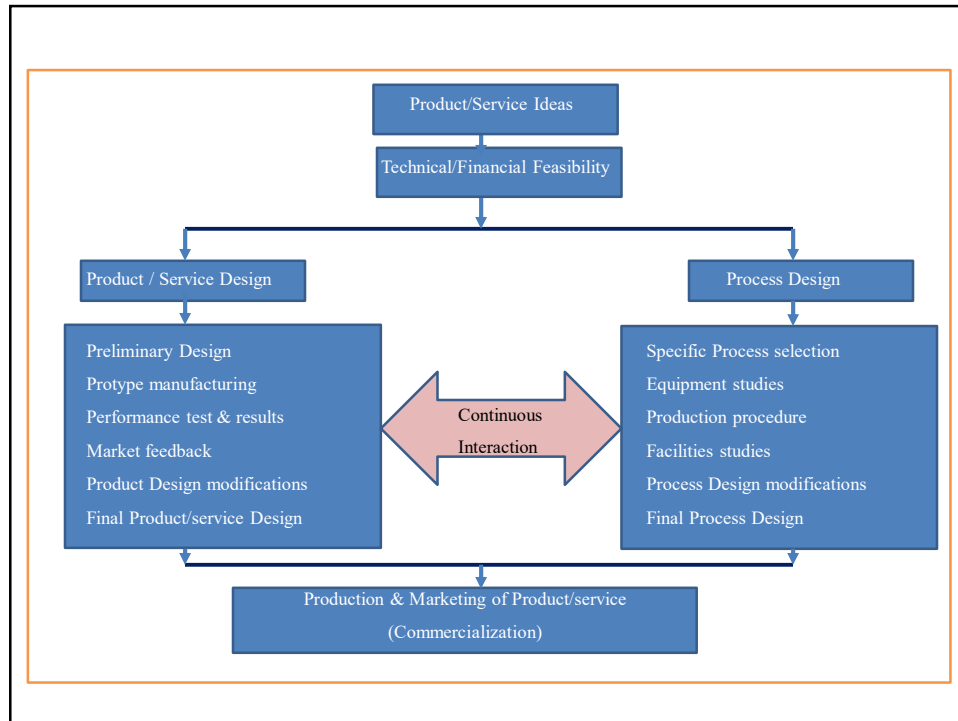 Product/Service Ideas
Technical/Financial Feasibility
Product / Service Design
Process Design
Preliminary Design
Protype manufacturing
Performance test & results
Market feedback
Product Design modifications
Final Product/service Design
Continuous
Interaction
Specific Process selection
Equipment studies
Production procedure
Facilities studies
Process Design modifications
Final Process Design
Production & Marketing of Product/service
(Commercialization)